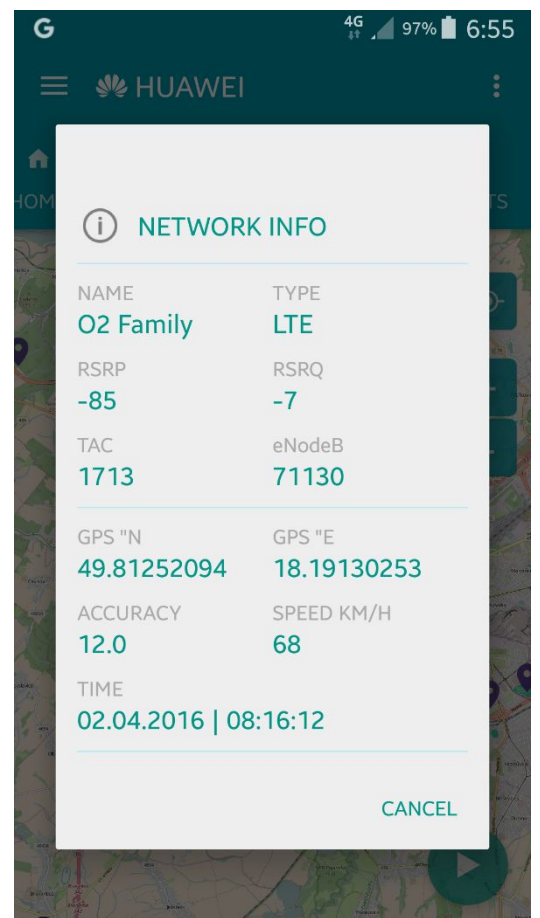 G 4G 97% 6:55
HUAWEI
HOM TS
NETWORK INFO
NAME TYPE
O2 Family LTE
RSRP RSRQ
-85 -7
TAC eNodeB
1713 71130
GPS "N GPS "E
49.81252094 18.19130253
ACCURACY SPEED KM/H
12.0 68
TIME
02.04.2016 | 08:16:12
CANCEL